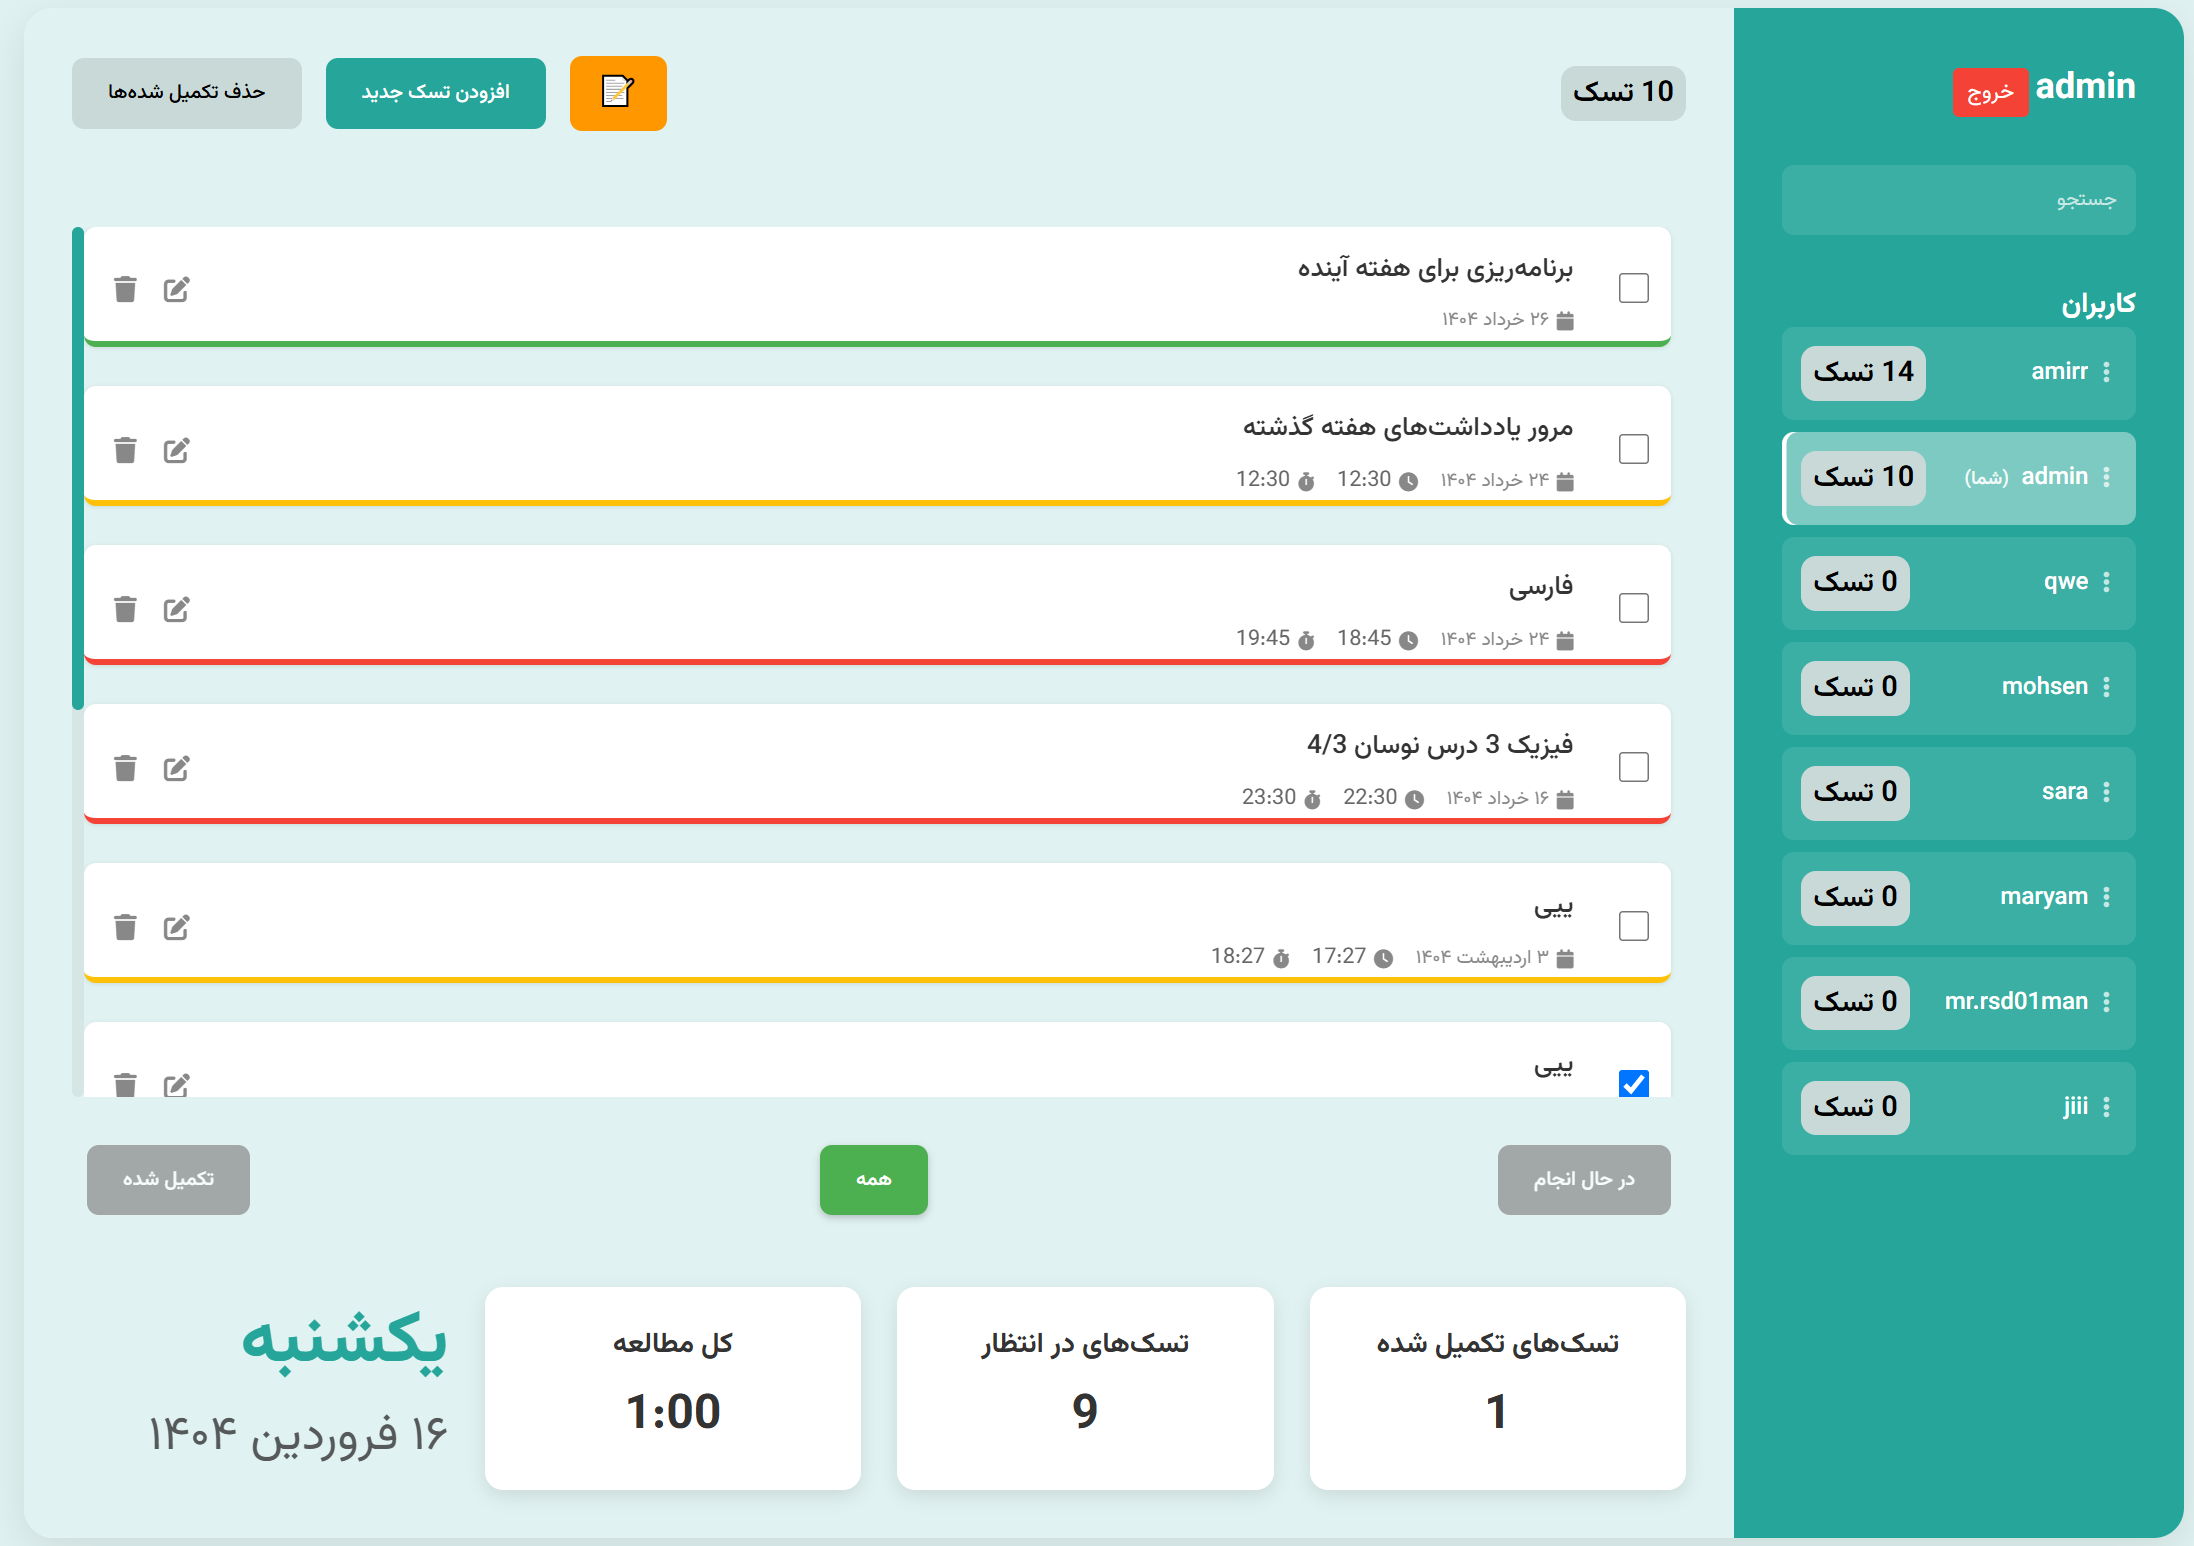 admin خروج
جستجو
کاربران
amirr 14 تسک
admin (شما) 10 تسک
qwe 0 تسک
mohsen 0 تسک
sara 0 تسک
maryam 0 تسک
mr.rsd01man 0 تسک
jiii 0 تسک
10 تسک
افزودن تسک جدید
حذف تکمیل شده‌ها
برنامه‌ریزی برای هفته آینده
۲۶ خرداد ۱۴۰۴
مرور یادداشت‌های هفته گذشته
۲۴ خرداد ۱۴۰۴ 12:30 12:30
فارسی
۲۴ خرداد ۱۴۰۴ 18:45 19:45
فیزیک 3 درس نوسان 4/3
۱۶ خرداد ۱۴۰۴ 22:30 23:30
ییی
۳ اردیبهشت ۱۴۰۴ 17:27 18:27
ییی
در حال انجام
همه
تکمیل شده
تسک‌های تکمیل شده
1
تسک‌های در انتظار
9
کل مطالعه
1:00
یکشنبه
۱۶ فروردین ۱۴۰۴